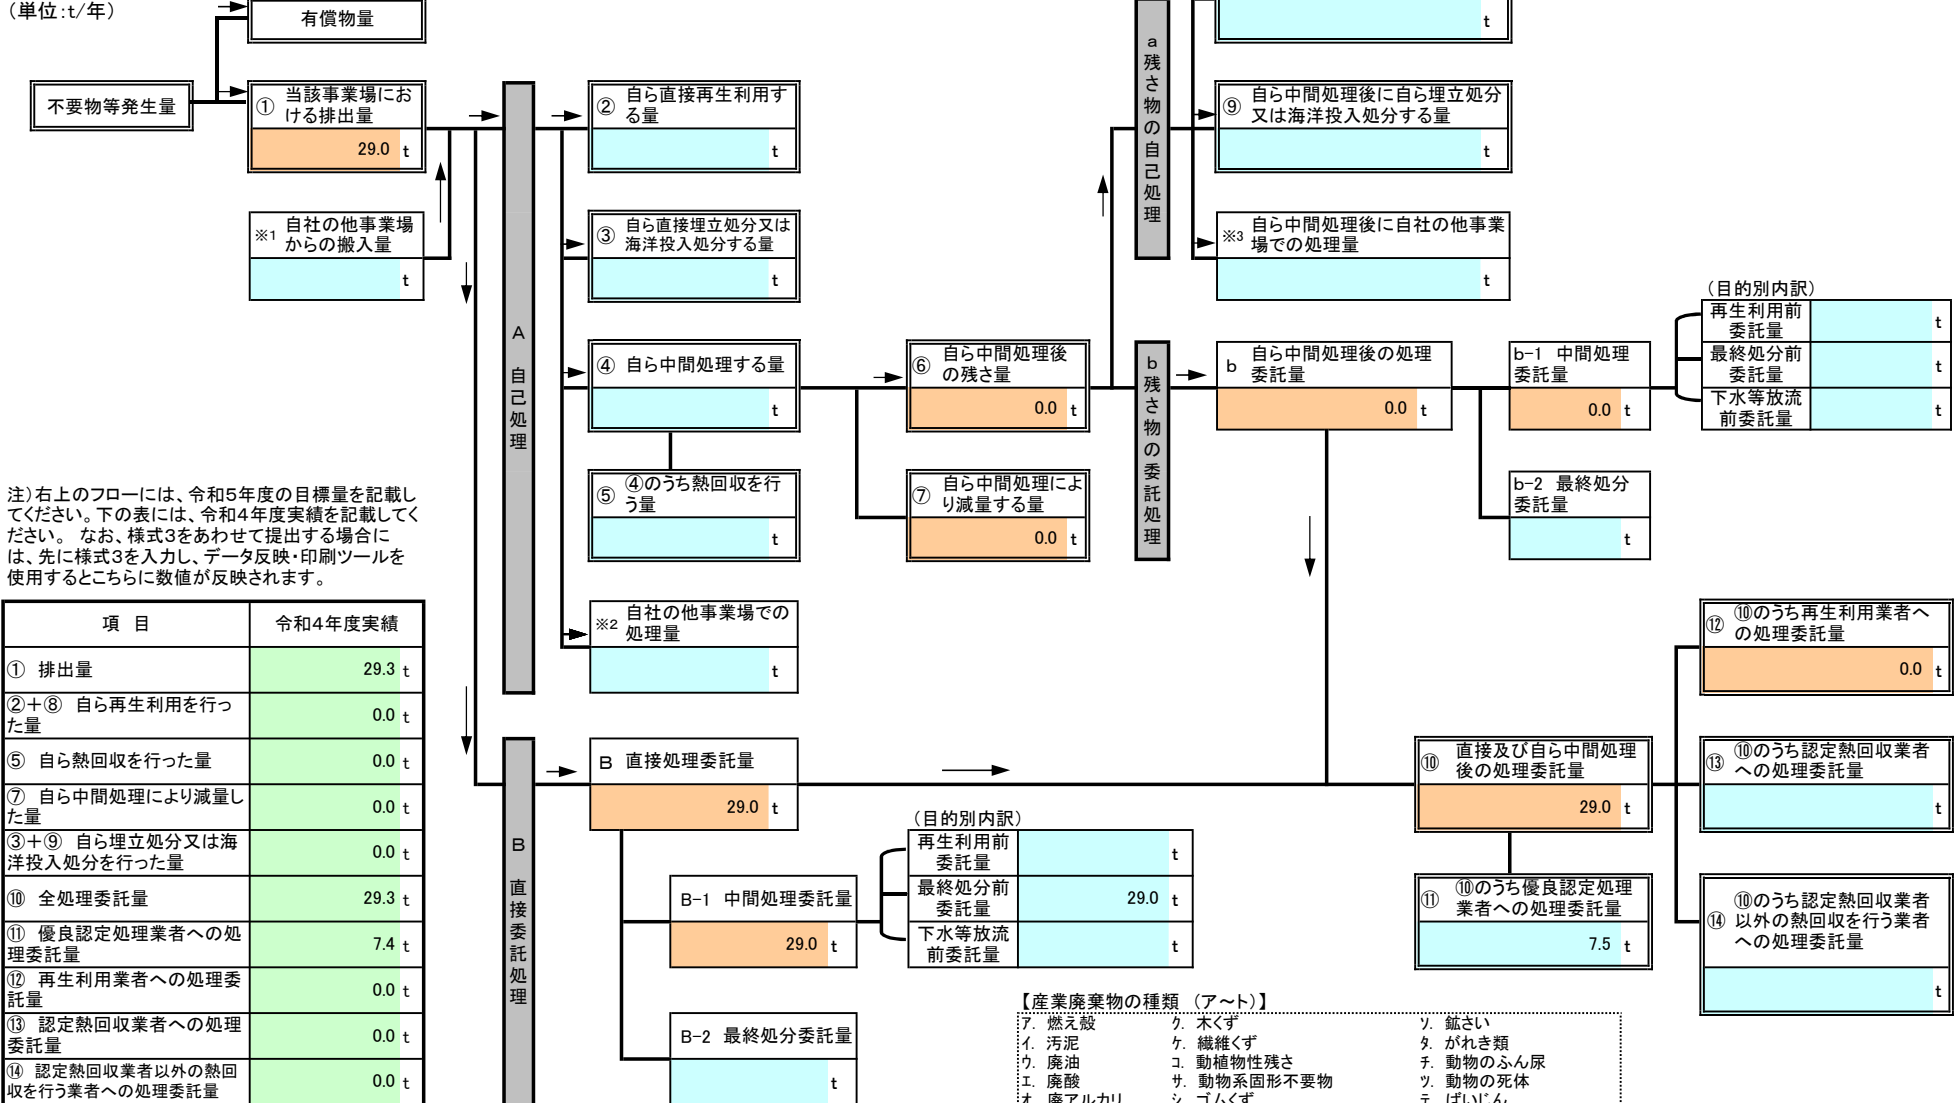 (単位:t/年)
有償物量
t
不要物等発生量
① 当該事業場にお
ける排出量
29.0 t
※1 自社の他事業場
からの搬入量
t
A 自己処理
② 自ら直接再生利用す
る量
t
③ 自ら直接埋立処分又は
海洋投入処分する量
t
④ 自ら中間処理する量
t
⑤ ④のうち熱回収を行
う量
t
※2 自社の他事業場での
処理量
t
⑥ 自ら中間処理後
の残さ量
0.0 t
⑦ 自ら中間処理によ
り減量する量
0.0 t
a残さ物の自己処理
⑨ 自ら中間処理後に自ら埋立処分
又は海洋投入処分する量
t
※3 自ら中間処理後に自社の他事業
場での処理量
t
b残さ物の委託処理
b 自ら中間処理後の処理
委託量
0.0 t
b-1 中間処理
委託量
0.0 t
(目的別内訳)
再生利用前
委託量
t
最終処分前
委託量
t
下水等放流
前委託量
t
b-2 最終処分
委託量
t
注)右上のフローには、令和5年度の目標量を記載し
てください。下の表には、令和4年度実績を記載してく
ださい。 なお、様式3をあわせて提出する場合に
は、先に様式3を入力し、データ反映・印刷ツールを
使用するとこちらに数値が反映されます。
項 目 令和4年度実績
① 排出量 29.3 t
②+⑧ 自ら再生利用を行っ
た量 0.0 t
⑤ 自ら熱回収を行った量 0.0 t
⑦ 自ら中間処理により減量し
た量 0.0 t
③+⑨ 自ら埋立処分又は海
洋投入処分を行った量 0.0 t
⑩ 全処理委託量 29.3 t
⑪ 優良認定処理業者への処
理委託量 7.4 t
⑫ 再生利用業者への処理委
託量 0.0 t
⑬ 認定熱回収業者への処理
委託量 0.0 t
⑭ 認定熱回収業者以外の熱回
収を行う業者への処理委託量 0.0 t
B 直接委託処理
B 直接処理委託量
29.0 t
B-1 中間処理委託量
29.0 t
(目的別内訳)
再生利用前
委託量
t
最終処分前
委託量
29.0 t
下水等放流
前委託量
t
B-2 最終処分委託量
t
⑩ 直接及び自ら中間処理
後の処理委託量
29.0 t
⑪ ⑩のうち優良認定処理
業者への処理委託量
7.5 t
⑫ ⑩のうち再生利用業者へ
の処理委託量
0.0 t
⑬ ⑩のうち認定熱回収業者
への処理委託量
t
⑭ ⑩のうち認定熱回収業者
以外の熱回収を行う業者
への処理委託量
t
【産業廃棄物の種類 (ア~ト)】
ア. 燃え殻 ク. 木くず ソ. 鉱さい
イ. 汚泥 ケ. 繊維くず タ. がれき類
ウ. 廃油 コ. 動植物性残さ チ. 動物のふん尿
エ. 廃酸 サ. 動物系固形不要物 ツ. 動物の死体
オ. 廃アルカリ シ. ゴムくず テ. ばいじん